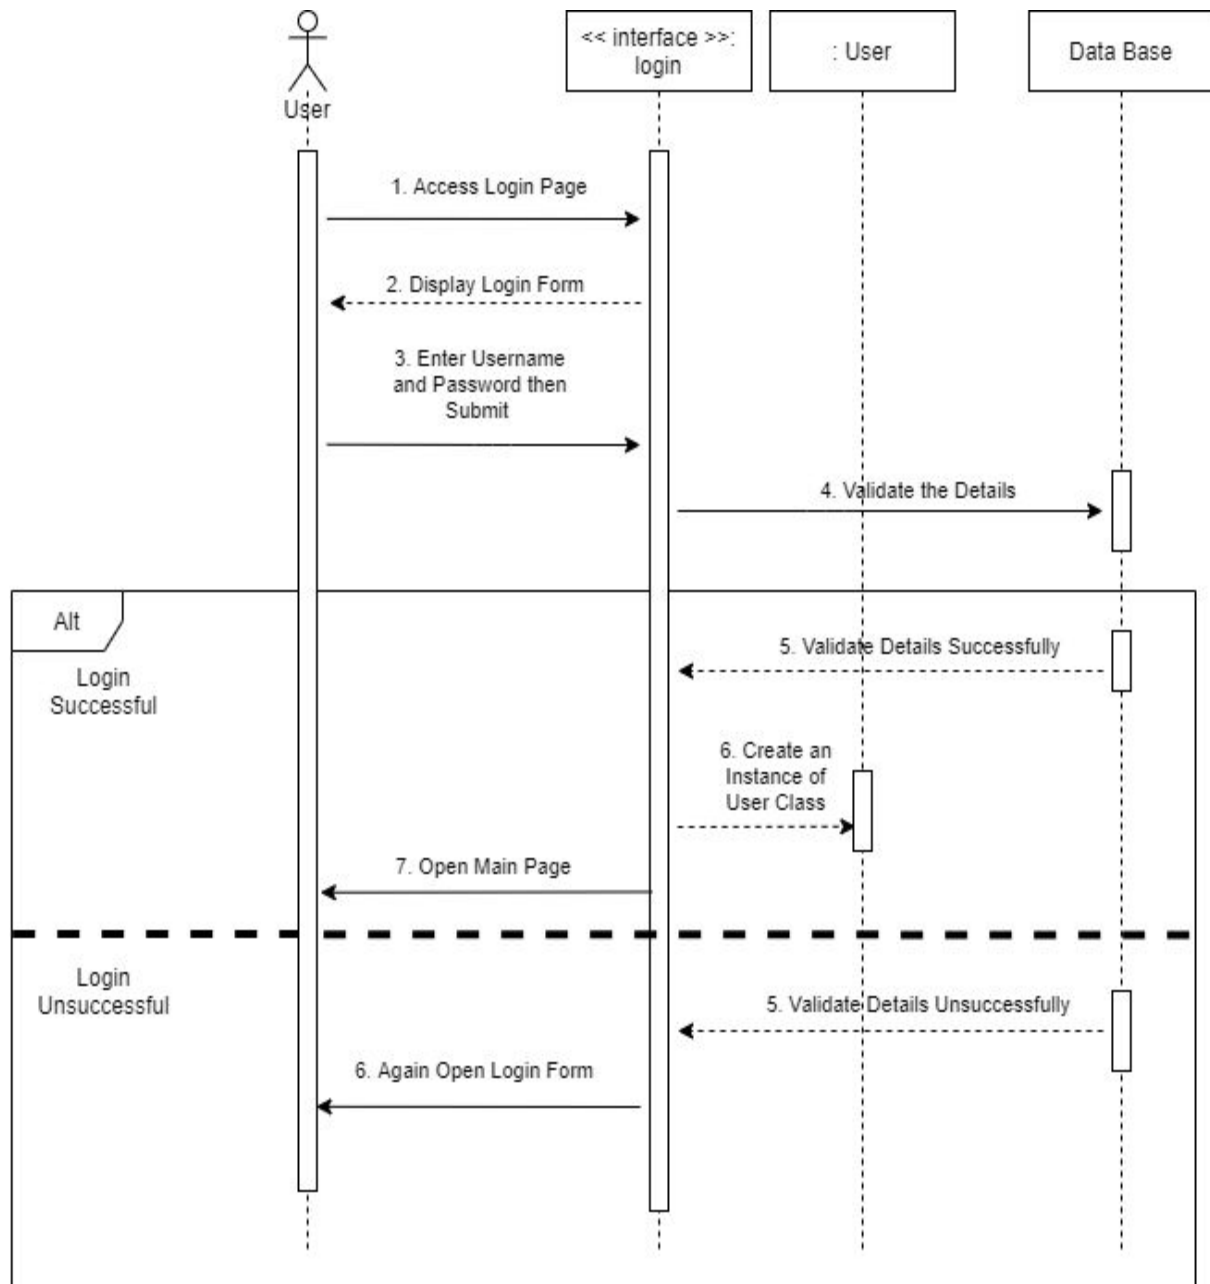 << interface >>:
login
: User
Data Base
User
1. Access Login Page
2. Display Login Form
3. Enter Username
and Password then
Submit
4. Validate the Details
Alt
Login
Successful
5. Validate Details Successfully
6. Create an
Instance of
User Class
7. Open Main Page
Login
Unsuccessful
5. Validate Details Unsuccessfully
6. Again Open Login Form